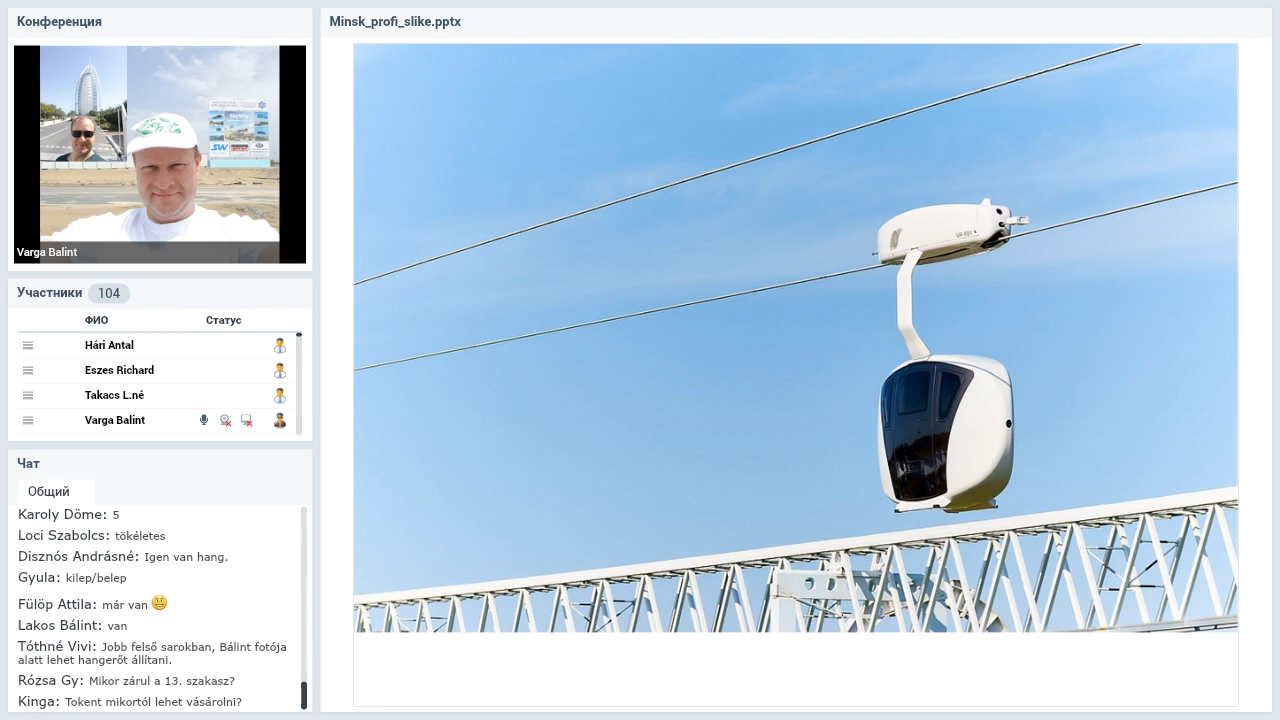 Конференция
Varga Balint
Участники 104
ФИО Статус
Hári Antal
Eszes Richard
Takacs L.né
Varga Balint
Чат
Общий
Karoly Döme: 5
Loci Szabolcs: tökéletes
Disznós Andrásné: Igen van hang.
Gyula: kilep/belep
Fülöp Attila: már van
Lakos Bálint: van
Tóthné Vivi: Jobb felső sarokban, Bálint fotója
alatt lehet hangerőt állítani.
Rózsa Gy: Mikor zárul a 13. szakasz?
Kinga: Tokent mikortól lehet vásárolni?
Minsk_profi_slike.pptx
SkyWay
SW